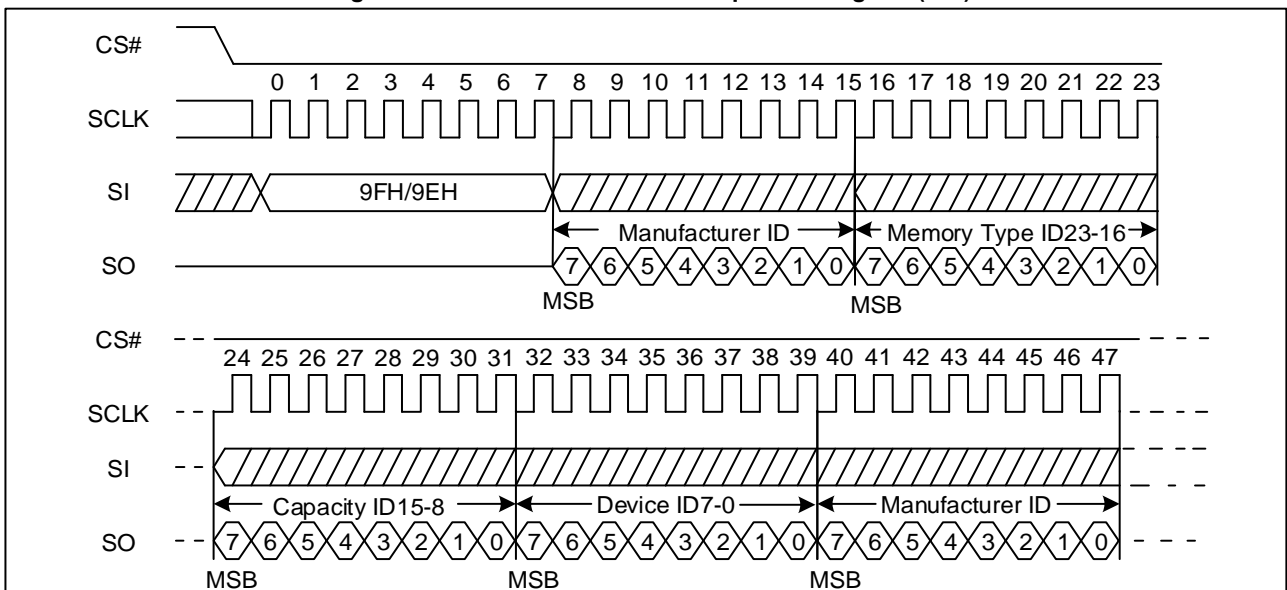 CS#
0 1 2 3 4 5 6 7 8 9 10 11 12 13 14 15 16 17 18 19 20 21 22 23
SCLK
SI 9FH/9EH
Manufacturer ID Memory Type ID23-16
SO 7 6 5 4 3 2 1 0 7 6 5 4 3 2 1 0
MSB MSB
CS#
24 25 26 27 28 29 30 31 32 33 34 35 36 37 38 39 40 41 42 43 44 45 46 47
SCLK
SI
Capacity ID15-8 Device ID7-0 Manufacturer ID
SO 7 6 5 4 3 2 1 0 7 6 5 4 3 2 1 0 7 6 5 4 3 2 1 0
MSB MSB MSB